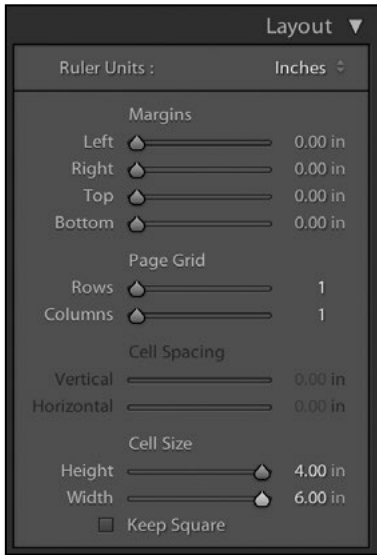 Layout ▼
Ruler Units : Inches
Margins
Left 0.00 in
Right 0.00 in
Top 0.00 in
Bottom 0.00 in
Page Grid
Rows 1
Columns 1
Cell Spacing
Vertical 0.00 in
Horizontal 0.00 in
Cell Size
Height 4.00 in
Width 6.00 in
Keep Square